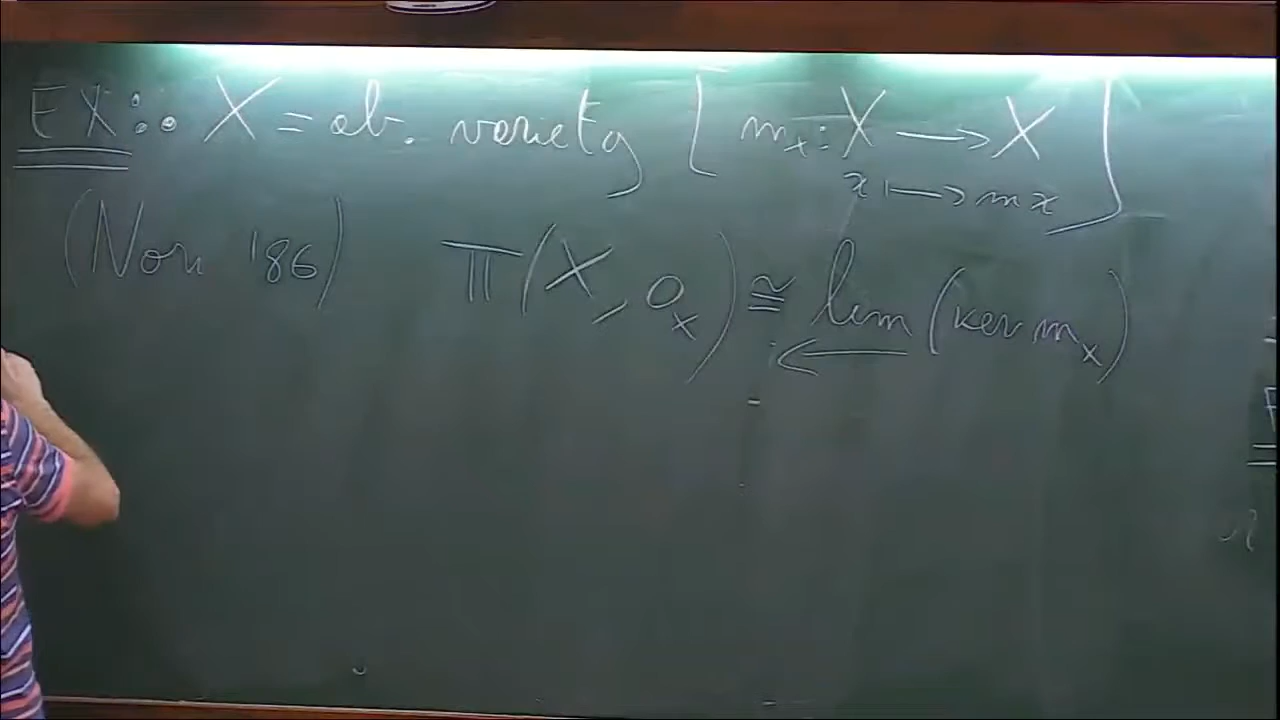 EX: X = ab. variety [ m_X : X ⟶ X ]
x ⟼ mx
(Nori '86) π(X, 0_X) ≅ lim (ker m_X)
⟵